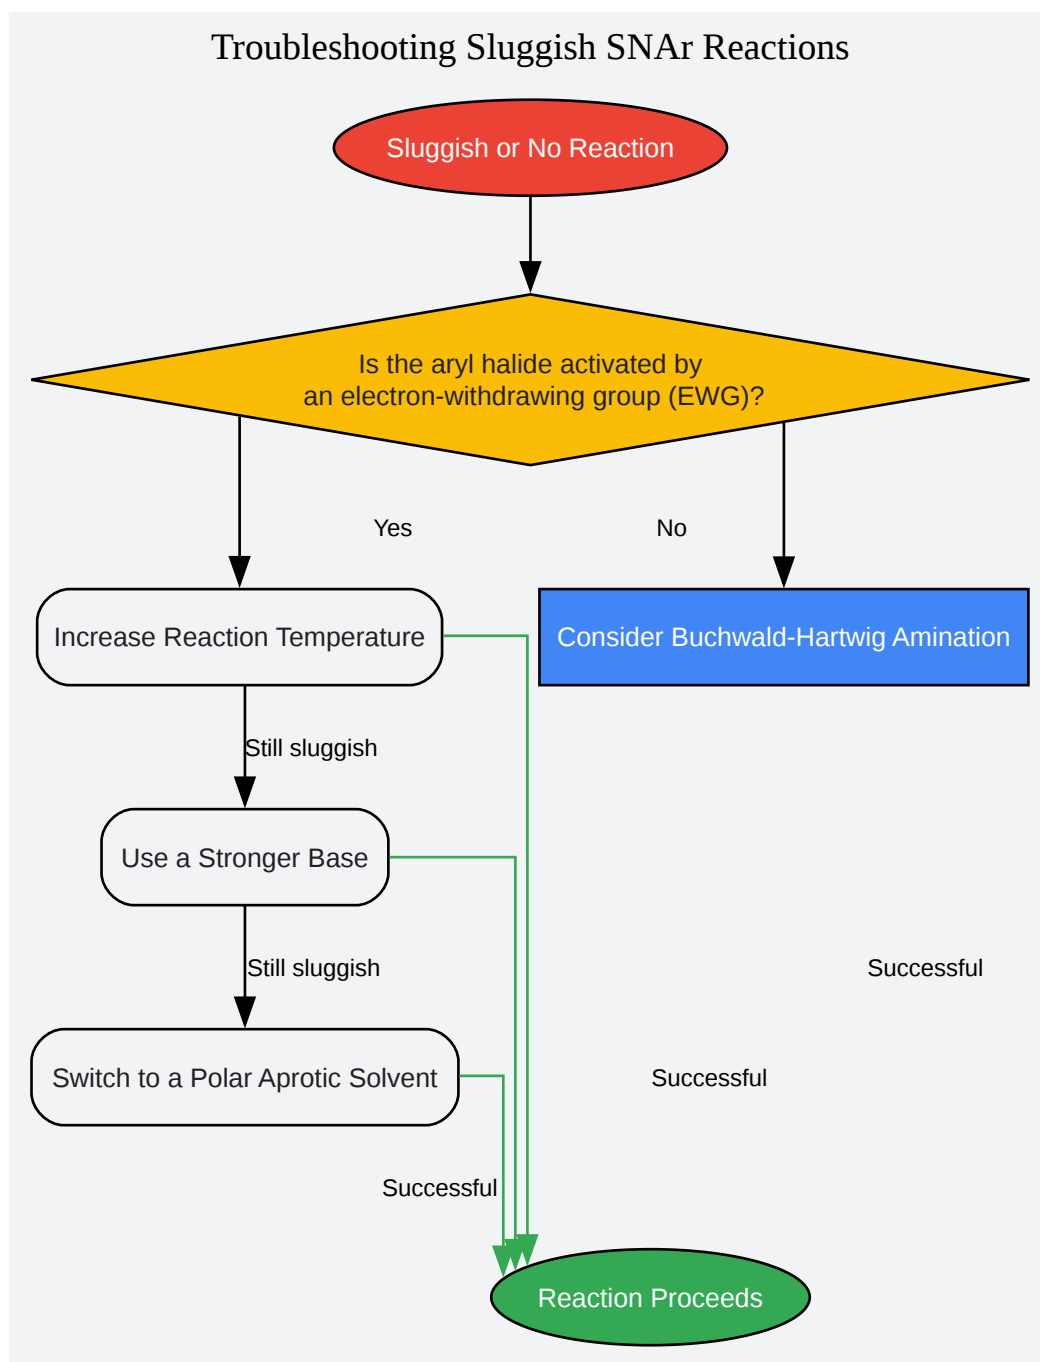 Troubleshooting Sluggish SNAr Reactions
Sluggish or No Reaction
Is the aryl halide activated by
an electron-withdrawing group (EWG)?
Yes
No
Increase Reaction Temperature
Consider Buchwald-Hartwig Amination
Still sluggish
Use a Stronger Base
Still sluggish
Successful
Switch to a Polar Aprotic Solvent
Successful
Successful
Reaction Proceeds